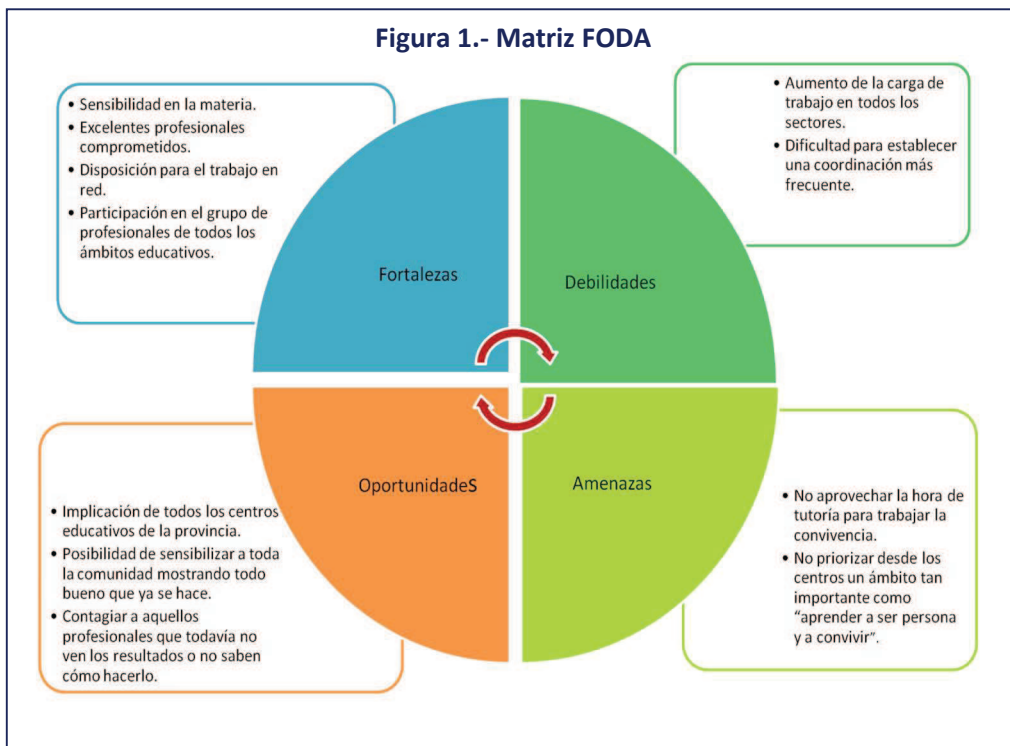 Figura 1.- Matriz FODA
• Sensibilidad en la materia.
• Excelentes profesionales
comprometidos.
• Disposición para el trabajo en
red.
• Participación en el grupo de
profesionales de todos los
ámbitos educativos.
• Aumento de la carga de
trabajo en todos los
sectores.
• Dificultad para establecer
una coordinación más
frecuente.
Fortalezas
Debilidades
OportunidadeS
Amenazas
• Implicación de todos los centros
educativos de la provincia.
• Posibilidad de sensibilizar a toda
la comunidad mostrando todo
bueno que ya se hace.
• Contagiar a aquellos
profesionales que todavía no
ven los resultados o no saben
cómo hacerlo.
• No aprovechar la hora de
tutoría para trabajar la
convivencia.
• No priorizar desde los
centros un ámbito tan
importante como
“aprender a ser persona
y a convivir”.